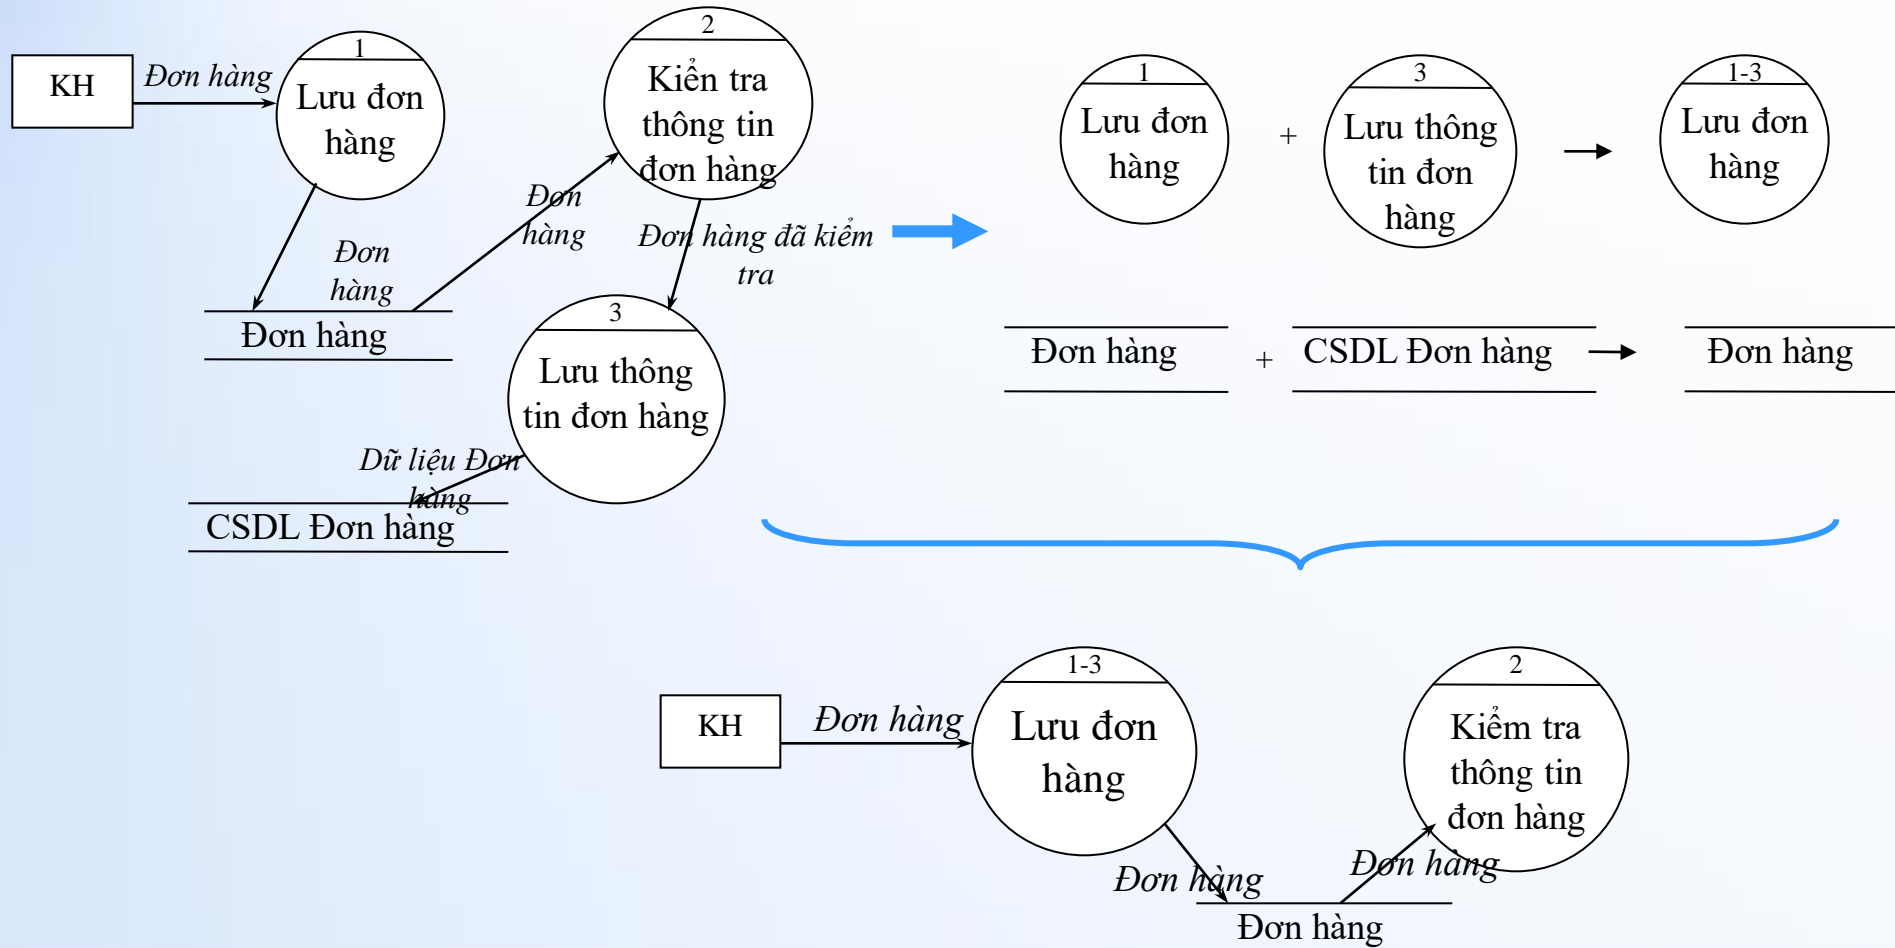 KH
Đơn hàng
1
Lưu đơn
hàng
2
Kiển tra
thông tin
đơn hàng
Đơn
hàng
Đơn
hàng
Đơn hàng đã kiểm
tra
Đơn hàng
3
Lưu thông
tin đơn hàng
Dữ liệu Đơn
hàng
CSDL Đơn hàng
1
Lưu đơn
hàng
+
3
Lưu thông
tin đơn
hàng
1-3
Lưu đơn
hàng
Đơn hàng
+
CSDL Đơn hàng
Đơn hàng
KH
Đơn hàng
1-3
Lưu đơn
hàng
2
Kiểm tra
thông tin
đơn hàng
Đơn hàng
Đơn hàng
Đơn hàng